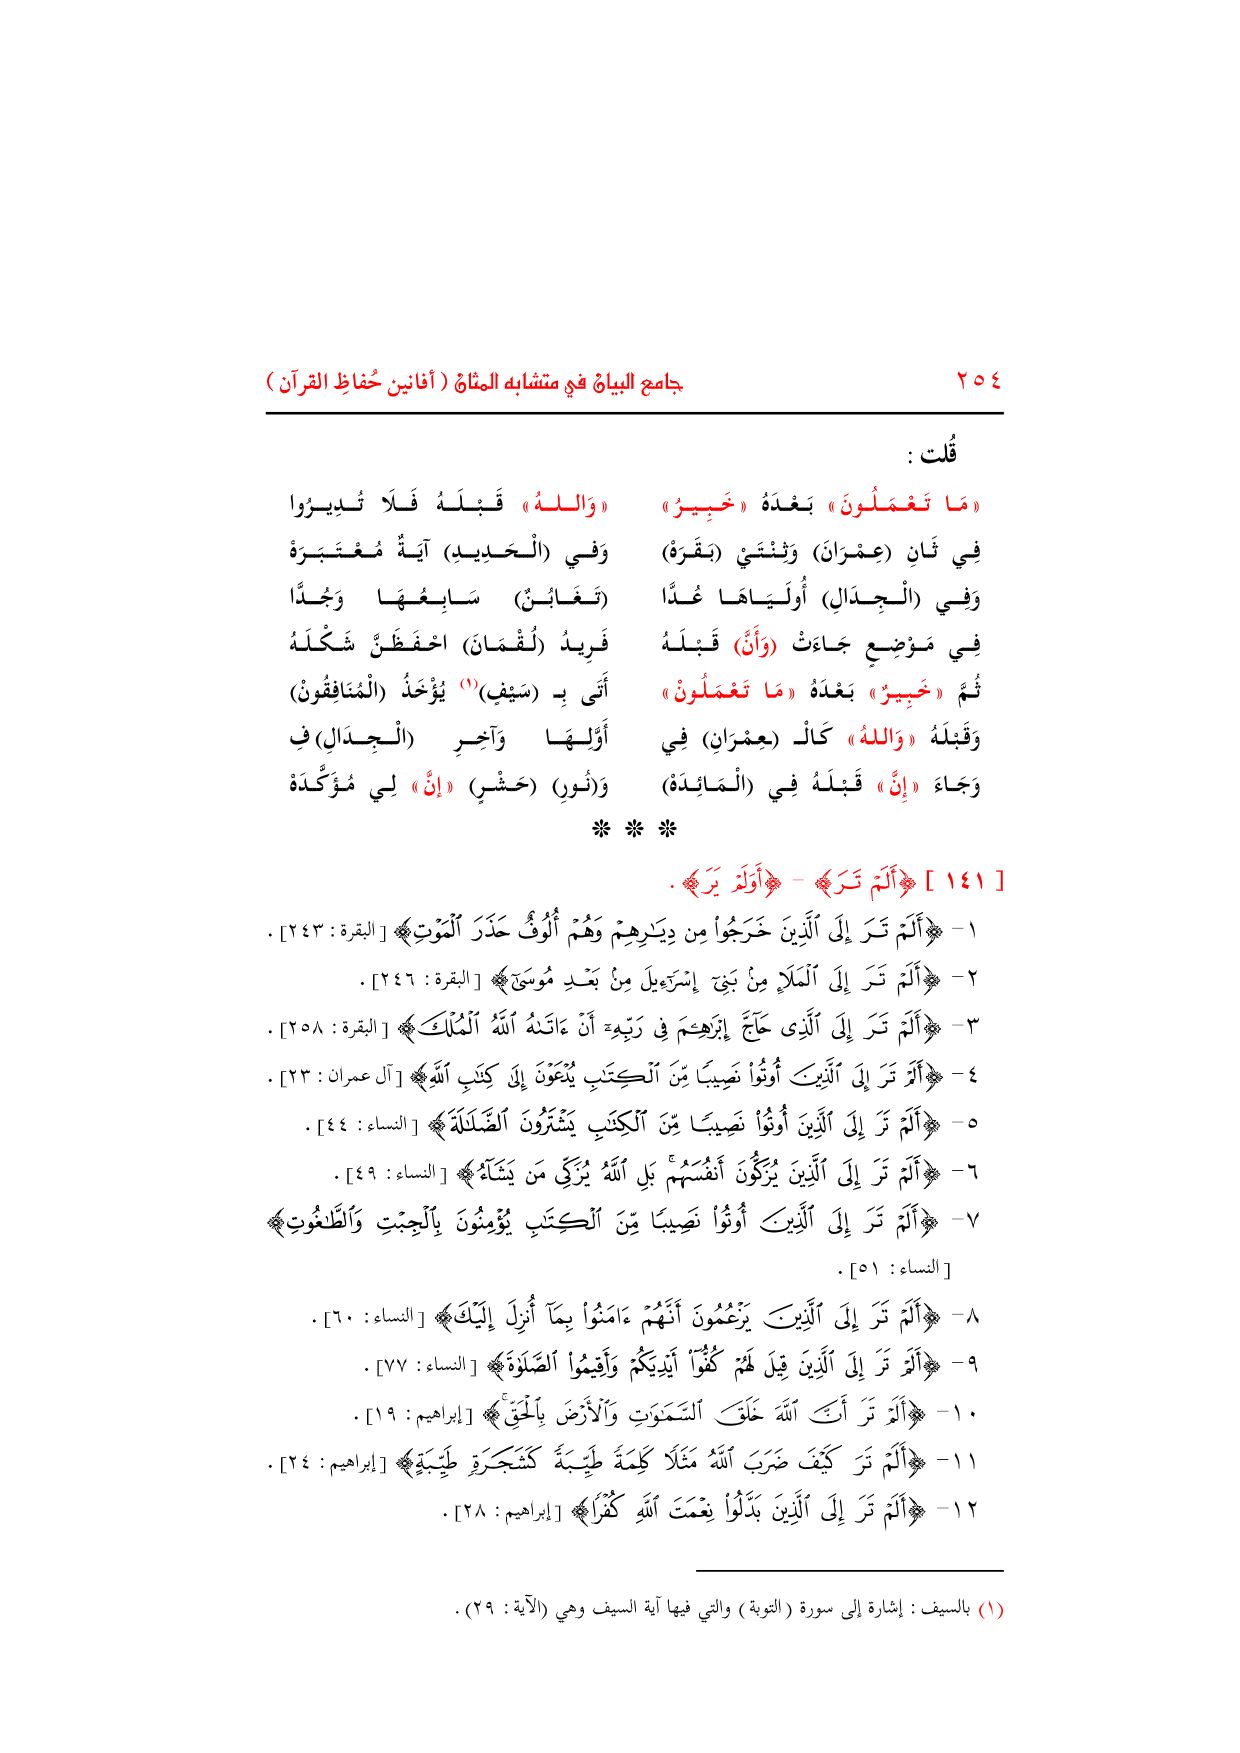 ٢٥٤ جامع البيان في متشابه المثان ( أفانين حُفاظِ القرآن )
قُلت :
« مَا تَعْمَلُونَ » بَعْدَهُ « خَبِيرُ » « وَاللهُ » قَبْلَهُ فَلَا تُدِيرُوا
فِي ثَانِ (عِمْرَانَ) وَثِنْتَيْ (بَقَرَهْ) وَفي (الْحَدِيدِ) آيَةٌ مُعْتَبَرَهْ
وَفِي (الْجِدَالِ) أُولَيَاهَا عُدَّا (تَغَابُنٌ) سَابِعُهَا وَجُدَّا
فِي مَوْضِعٍ جَاءَتْ (وَأَنَّ) قَبْلَهُ فَرِيدُ (لُقْمَانَ) احْفَظَنَّ شَكْلَهُ
ثُمَّ « خَبِيرٌ » بَعْدَهُ « مَا تَعْمَلُونْ » أَتَى بِـ (سَيْفٍ)(١) يُؤْخَذُ (الْمُنَافِقُونْ)
وَقَبْلَهُ « وَاللهُ » كَالْـ (ـعِمْرَانِ) فِي أَوَّلِهَا وَآخِرِ (الْجِدَالِ) فِ
وَجَاءَ « إِنَّ » قَبْلَهُ فِي (الْمَائِدَهْ) وَ(نُورِ) (حَشْرٍ) « إِنَّ » لِي مُؤَكَّدَهْ
❊ ❊ ❊
[ ١٤١ ] ﴿أَلَمْ تَرَ﴾ - ﴿أَوَلَمْ يَرَ﴾ .
١- ﴿أَلَمْ تَرَ إِلَى ٱلَّذِينَ خَرَجُواْ مِن دِيَٰرِهِمْ وَهُمْ أُلُوفٌ حَذَرَ ٱلْمَوْتِ﴾ [البقرة : ٢٤٣] .
٢- ﴿أَلَمْ تَرَ إِلَى ٱلْمَلَإِ مِنۢ بَنِىٓ إِسْرَٰٓءِيلَ مِنۢ بَعْدِ مُوسَىٰٓ﴾ [البقرة : ٢٤٦] .
٣- ﴿أَلَمْ تَرَ إِلَى ٱلَّذِى حَآجَّ إِبْرَٰهِـۧمَ فِى رَبِّهِۦٓ أَنْ ءَاتَىٰهُ ٱللَّهُ ٱلْمُلْكَ﴾ [البقرة : ٢٥٨] .
٤- ﴿أَلَمْ تَرَ إِلَى ٱلَّذِينَ أُوتُواْ نَصِيبًا مِّنَ ٱلْكِتَٰبِ يُدْعَوْنَ إِلَىٰ كِتَٰبِ ٱللَّهِ﴾ [آل عمران : ٢٣] .
٥- ﴿أَلَمْ تَرَ إِلَى ٱلَّذِينَ أُوتُواْ نَصِيبًا مِّنَ ٱلْكِتَٰبِ يَشْتَرُونَ ٱلضَّلَٰلَةَ﴾ [النساء : ٤٤] .
٦- ﴿أَلَمْ تَرَ إِلَى ٱلَّذِينَ يُزَكُّونَ أَنفُسَهُم ۚ بَلِ ٱللَّهُ يُزَكِّى مَن يَشَآءُ﴾ [النساء : ٤٩] .
٧- ﴿أَلَمْ تَرَ إِلَى ٱلَّذِينَ أُوتُواْ نَصِيبًا مِّنَ ٱلْكِتَٰبِ يُؤْمِنُونَ بِٱلْجِبْتِ وَٱلطَّٰغُوتِ﴾
[النساء : ٥١] .
٨- ﴿أَلَمْ تَرَ إِلَى ٱلَّذِينَ يَزْعُمُونَ أَنَّهُمْ ءَامَنُواْ بِمَآ أُنزِلَ إِلَيْكَ﴾ [النساء : ٦٠] .
٩- ﴿أَلَمْ تَرَ إِلَى ٱلَّذِينَ قِيلَ لَهُمْ كُفُّوٓاْ أَيْدِيَكُمْ وَأَقِيمُواْ ٱلصَّلَوٰةَ﴾ [النساء : ٧٧] .
١٠- ﴿أَلَمْ تَرَ أَنَّ ٱللَّهَ خَلَقَ ٱلسَّمَٰوَٰتِ وَٱلْأَرْضَ بِٱلْحَقِّ ۚ﴾ [إبراهيم : ١٩] .
١١- ﴿أَلَمْ تَرَ كَيْفَ ضَرَبَ ٱللَّهُ مَثَلًا كَلِمَةً طَيِّبَةً كَشَجَرَةٍ طَيِّبَةٍ﴾ [إبراهيم : ٢٤] .
١٢- ﴿أَلَمْ تَرَ إِلَى ٱلَّذِينَ بَدَّلُواْ نِعْمَتَ ٱللَّهِ كُفْرًا﴾ [إبراهيم : ٢٨] .
(١) بالسيف : إشارة إلى سورة ( التوبة ) والتي فيها آية السيف وهي (الآية : ٢٩) .